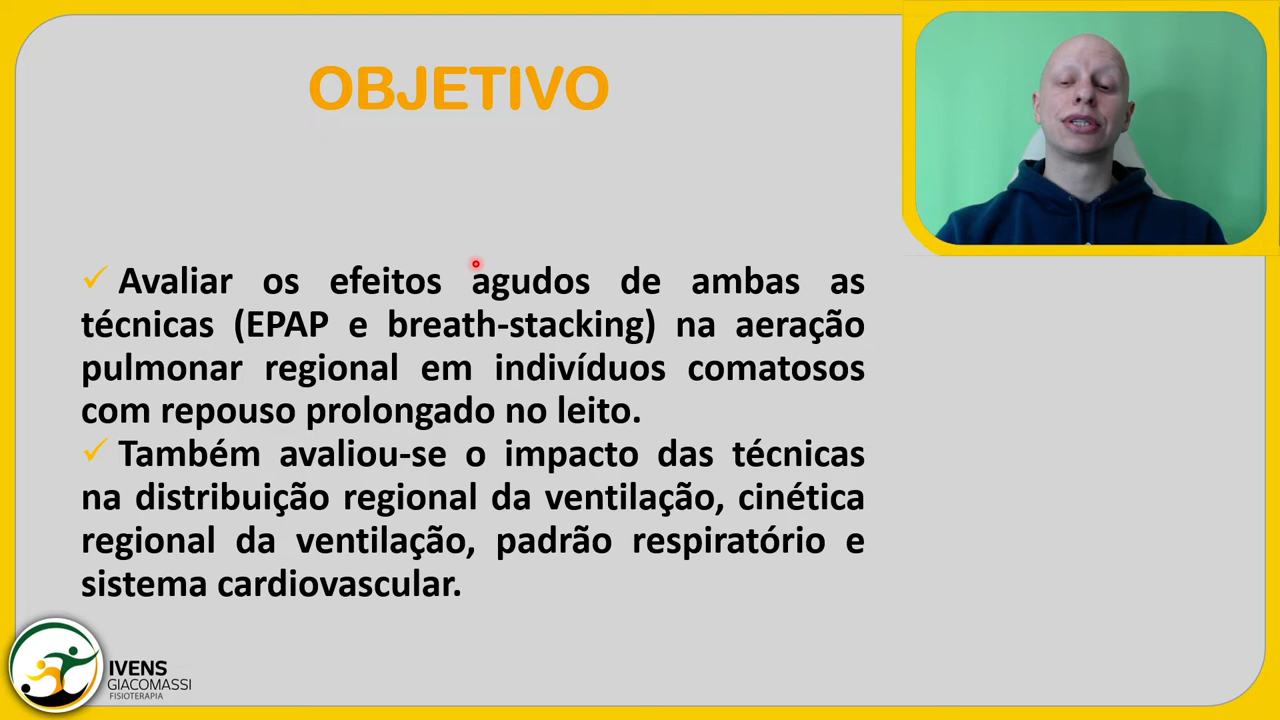 OBJETIVO
Avaliar os efeitos agudos de ambas as
técnicas (EPAP e breath-stacking) na aeração
pulmonar regional em indivíduos comatosos
com repouso prolongado no leito.
Também avaliou-se o impacto das técnicas
na distribuição regional da ventilação, cinética
regional da ventilação, padrão respiratório e
sistema cardiovascular.
IVENS
GIACOMASSI
FISIOTERAPIA